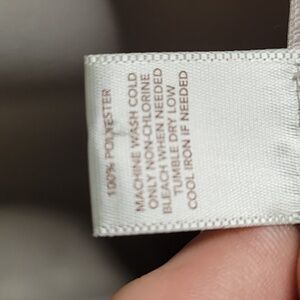 100% POLYESTER
MACHINE WASH COLD
ONLY NON-CHLORINE
BLEACH WHEN NEEDED
TUMBLE DRY LOW
COOL IRON IF NEEDED